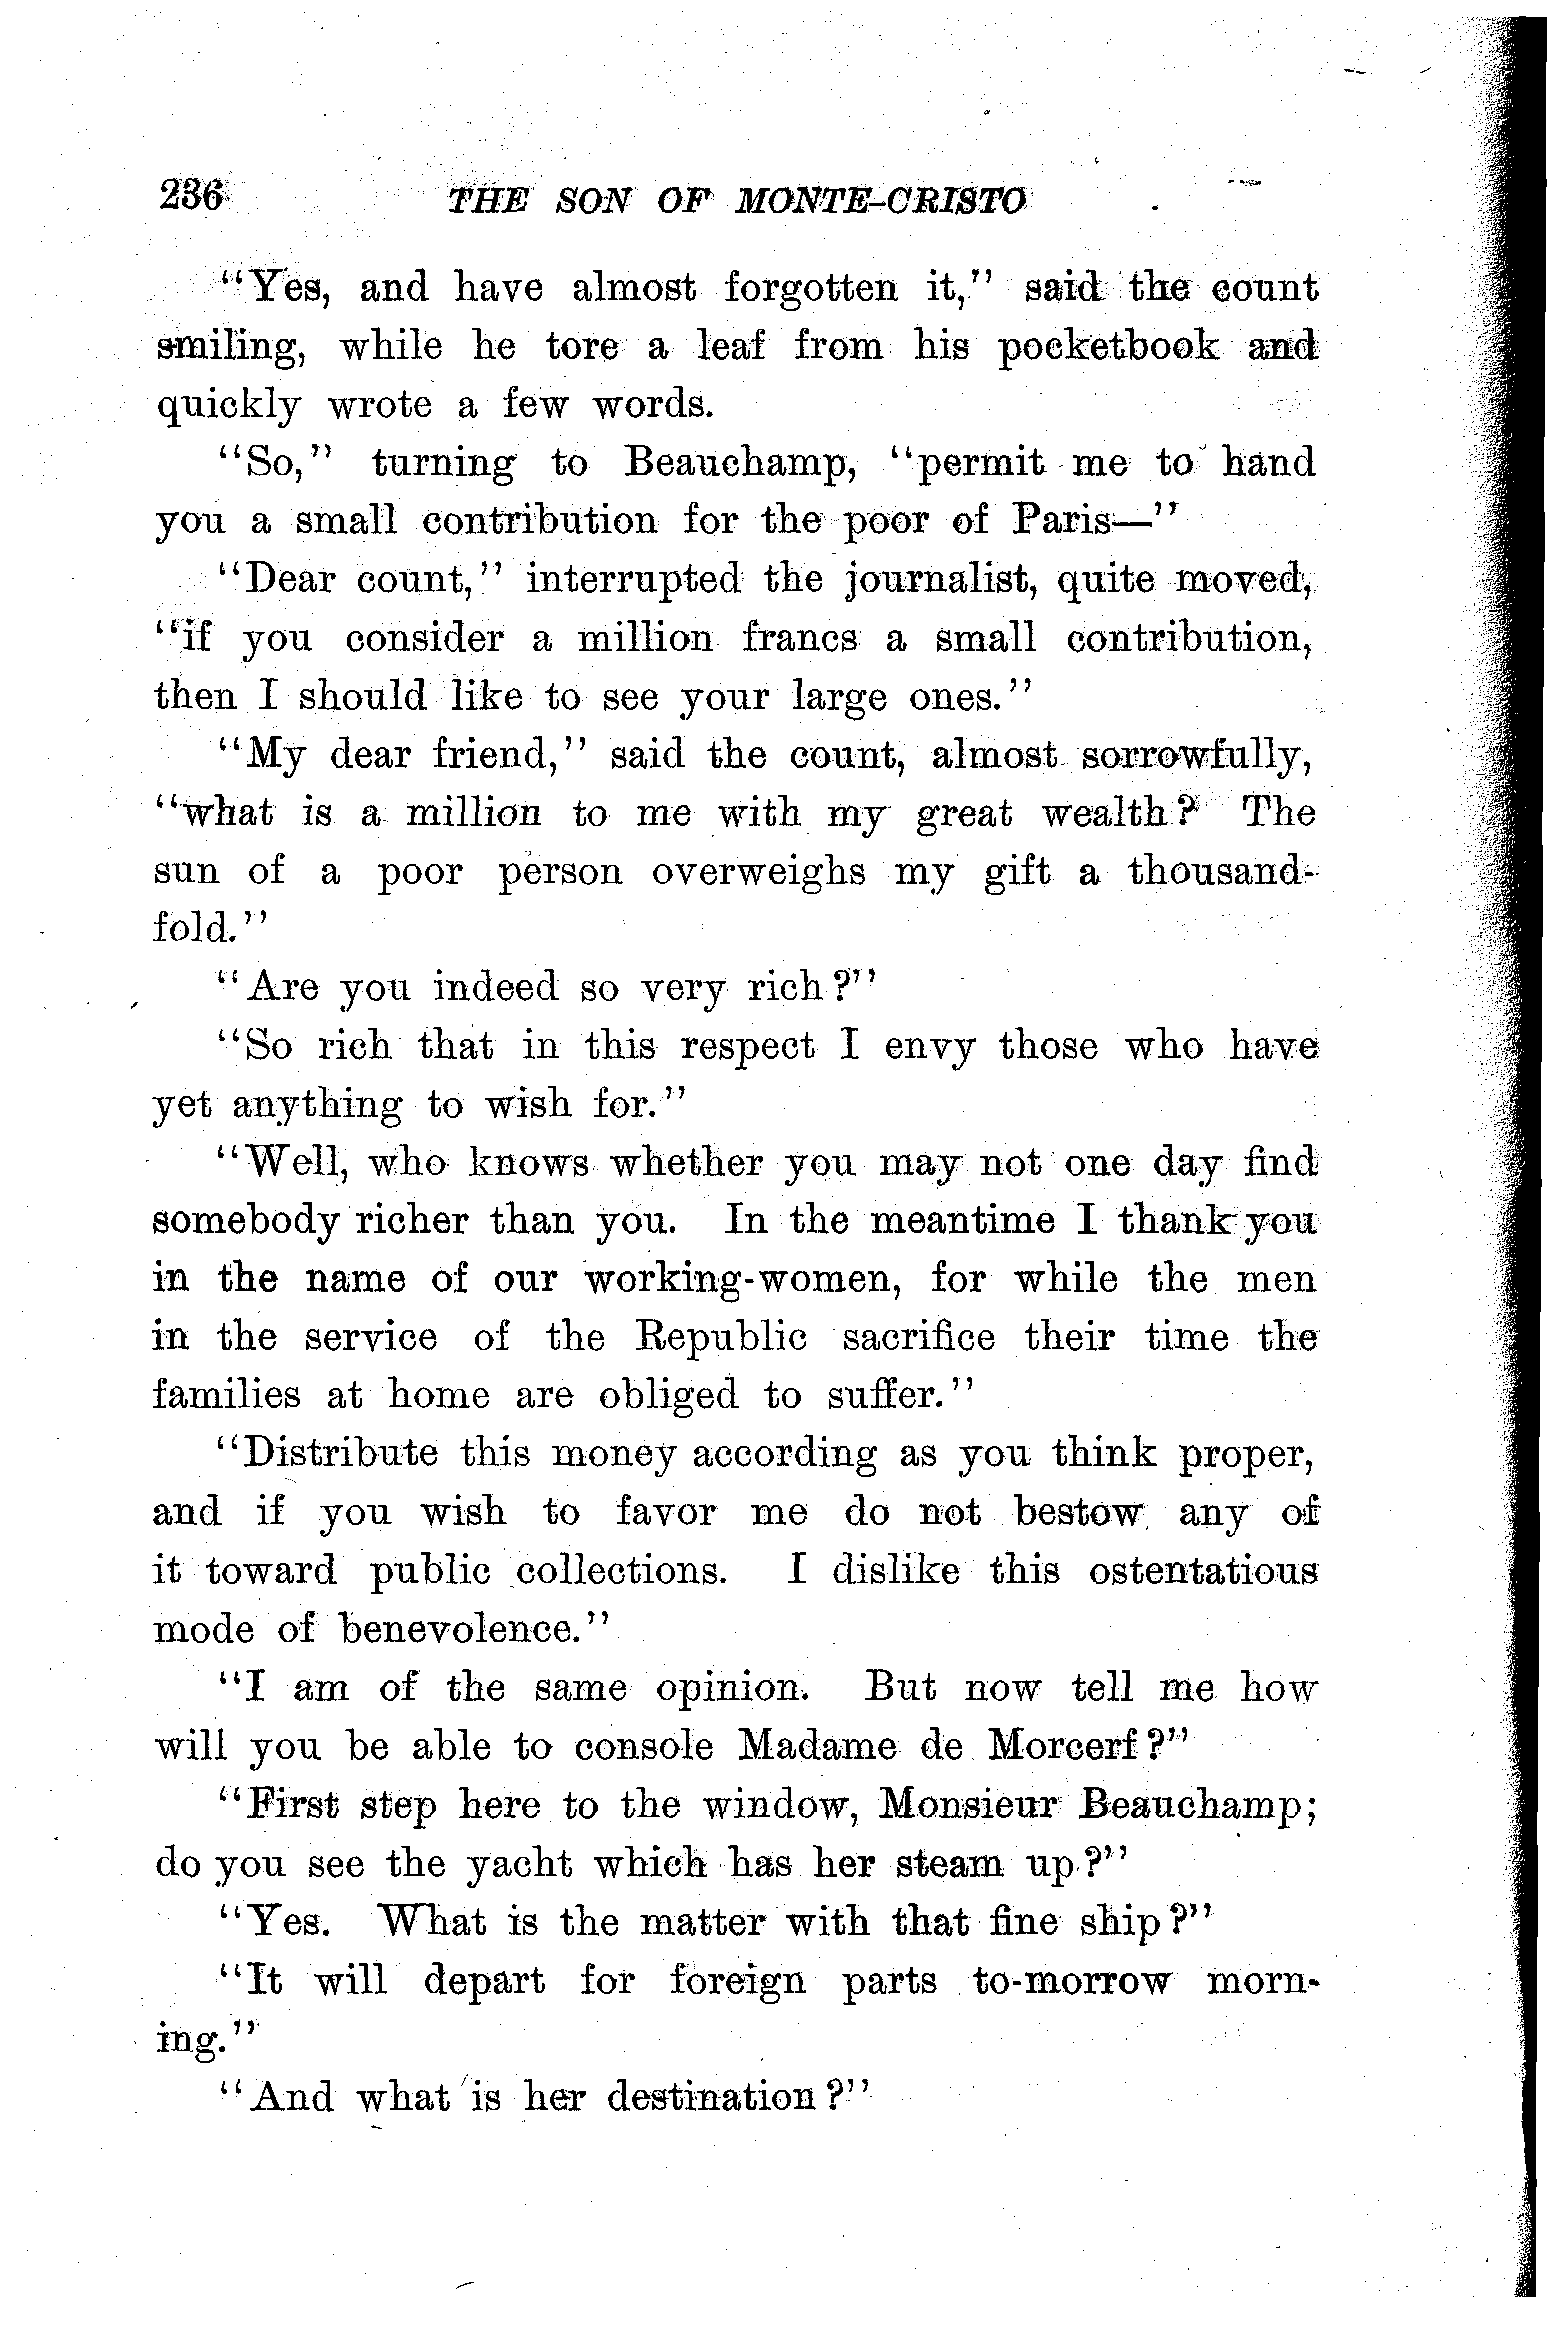 236 THE SON OF MONTE-CRISTO
"Yes, and have almost forgotten it," said the count
smiling, while he tore a leaf from his pocketbook and
quickly wrote a few words.
"So," turning to Beauchamp, "permit me to hand
you a small contribution for the poor of Paris—"
"Dear count," interrupted the journalist, quite moved,
"if you consider a million francs a small contribution,
then I should like to see your large ones."
"My dear friend," said the count, almost sorrowfully,
"what is a million to me with my great wealth? The
sun of a poor person overweighs my gift a thousand-
fold."
"Are you indeed so very rich?"
"So rich that in this respect I envy those who have
yet anything to wish for."
"Well, who knows whether you may not one day find
somebody richer than you. In the meantime I thank you
in the name of our working-women, for while the men
in the service of the Republic sacrifice their time the
families at home are obliged to suffer."
"Distribute this money according as you think proper,
and if you wish to favor me do not bestow any of
it toward public collections. I dislike this ostentatious
mode of benevolence."
"I am of the same opinion. But now tell me how
will you be able to console Madame de Morcerf?"
"First step here to the window, Monsieur Beauchamp;
do you see the yacht which has her steam up?"
"Yes. What is the matter with that fine ship?"
"It will depart for foreign parts to-morrow morn-
ing."
"And what is her destination?"